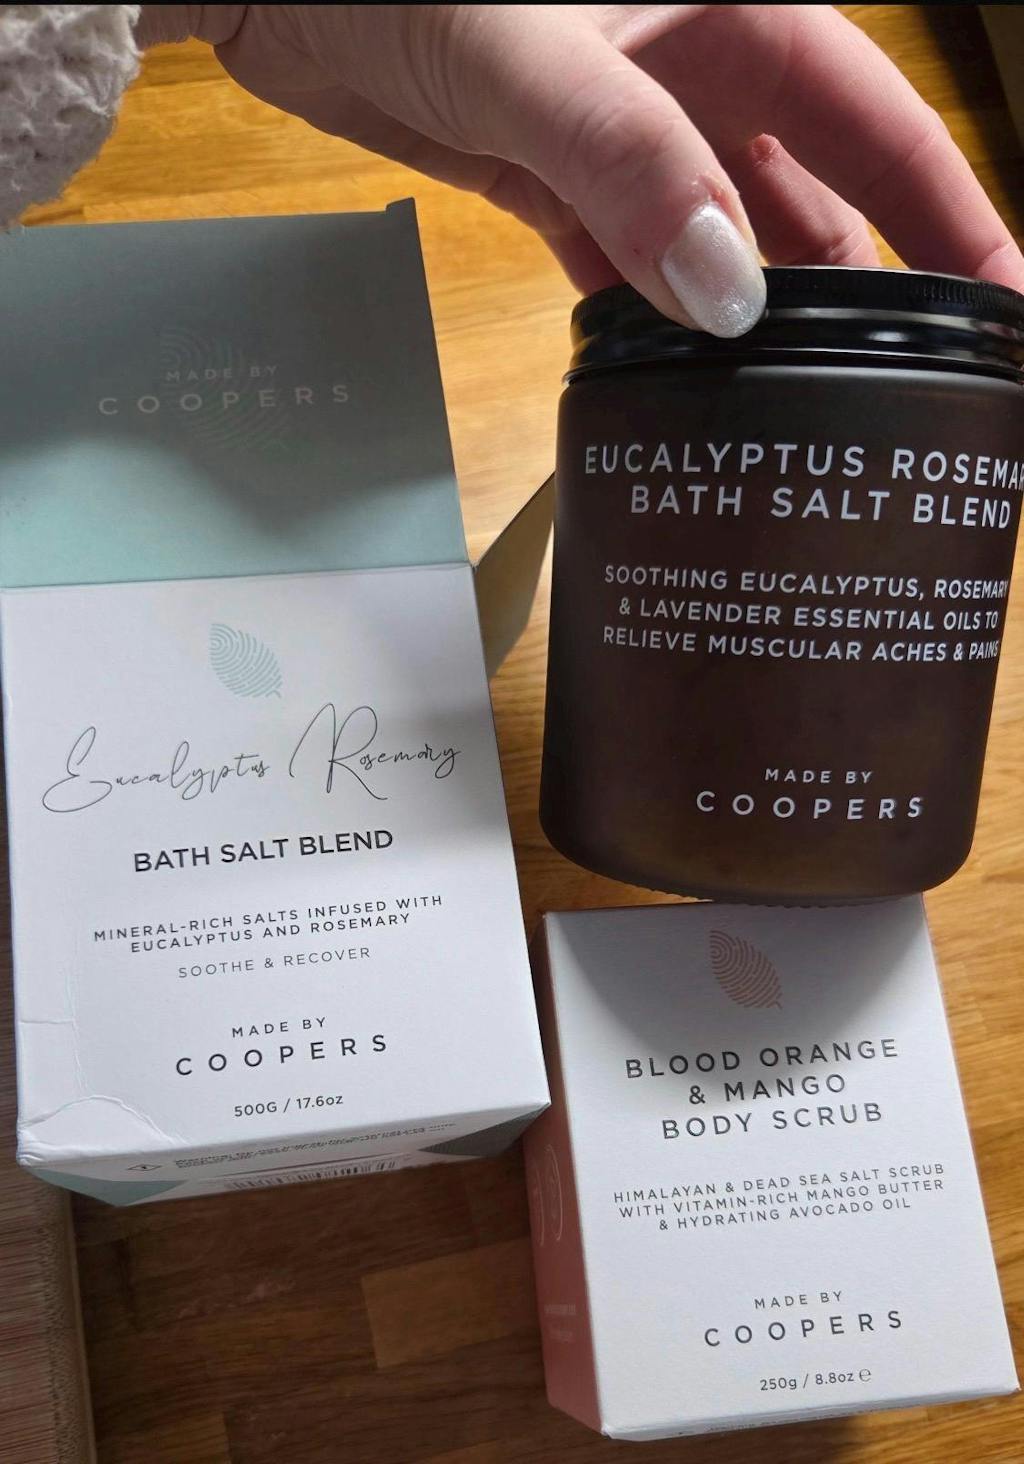 MADE BY
COOPERS
Eucalyptus Rosemary
BATH SALT BLEND
MINERAL-RICH SALTS INFUSED WITH
EUCALYPTUS AND ROSEMARY
SOOTHE & RECOVER
MADE BY
COOPERS
500G / 17.6oz
EUCALYPTUS ROSEMAR
BATH SALT BLEND
SOOTHING EUCALYPTUS, ROSEMARY
& LAVENDER ESSENTIAL OILS TO
RELIEVE MUSCULAR ACHES & PAINS
MADE BY
COOPERS
BLOOD ORANGE
& MANGO
BODY SCRUB
HIMALAYAN & DEAD SEA SALT SCRUB
WITH VITAMIN-RICH MANGO BUTTER
& HYDRATING AVOCADO OIL
MADE BY
COOPERS
250g / 8.8oz ℮